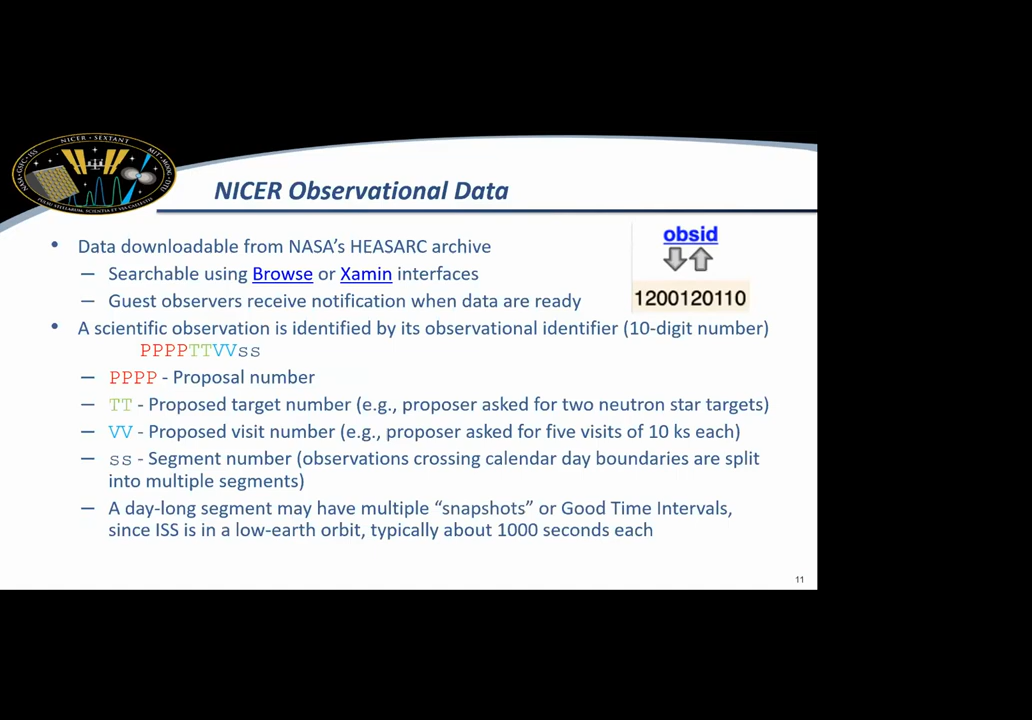 NICER • SEXTANT
NICER Observational Data
• Data downloadable from NASA's HEASARC archive
– Searchable using Browse or Xamin interfaces
– Guest observers receive notification when data are ready
obsid
1200120110
• A scientific observation is identified by its observational identifier (10-digit number)
PPPPTTVVss
– PPPP - Proposal number
– TT - Proposed target number (e.g., proposer asked for two neutron star targets)
– VV - Proposed visit number (e.g., proposer asked for five visits of 10 ks each)
– ss - Segment number (observations crossing calendar day boundaries are split
into multiple segments)
– A day-long segment may have multiple “snapshots” or Good Time Intervals,
since ISS is in a low-earth orbit, typically about 1000 seconds each
11